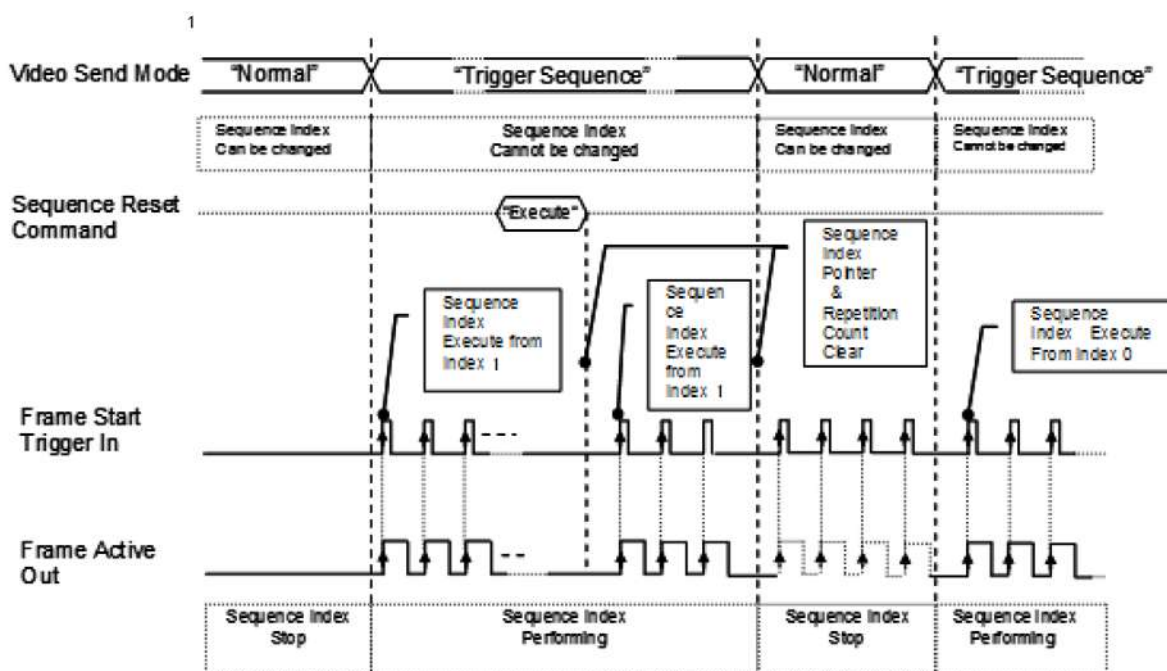 1
Video Send Mode
"Normal"
"Trigger Sequence"
"Normal"
"Trigger Sequence"
Sequence Index
Can be changed
Sequence Index
Cannot be changed
Sequence Index
Can be changed
Sequence Index
Cannot be changed
Sequence Reset
Command
"Execute"
Sequence
Index
Execute from
Index 1
Sequen
ce
Index
Execute
from
Index 1
Sequence
Index
Pointer
&
Repetition
Count
Clear
Sequence
Index Execute
From Index 0
Frame Start
Trigger In
Frame Active
Out
Sequence Index
Stop
Sequence Index
Performing
Sequence Index
Stop
Sequence Index
Performing